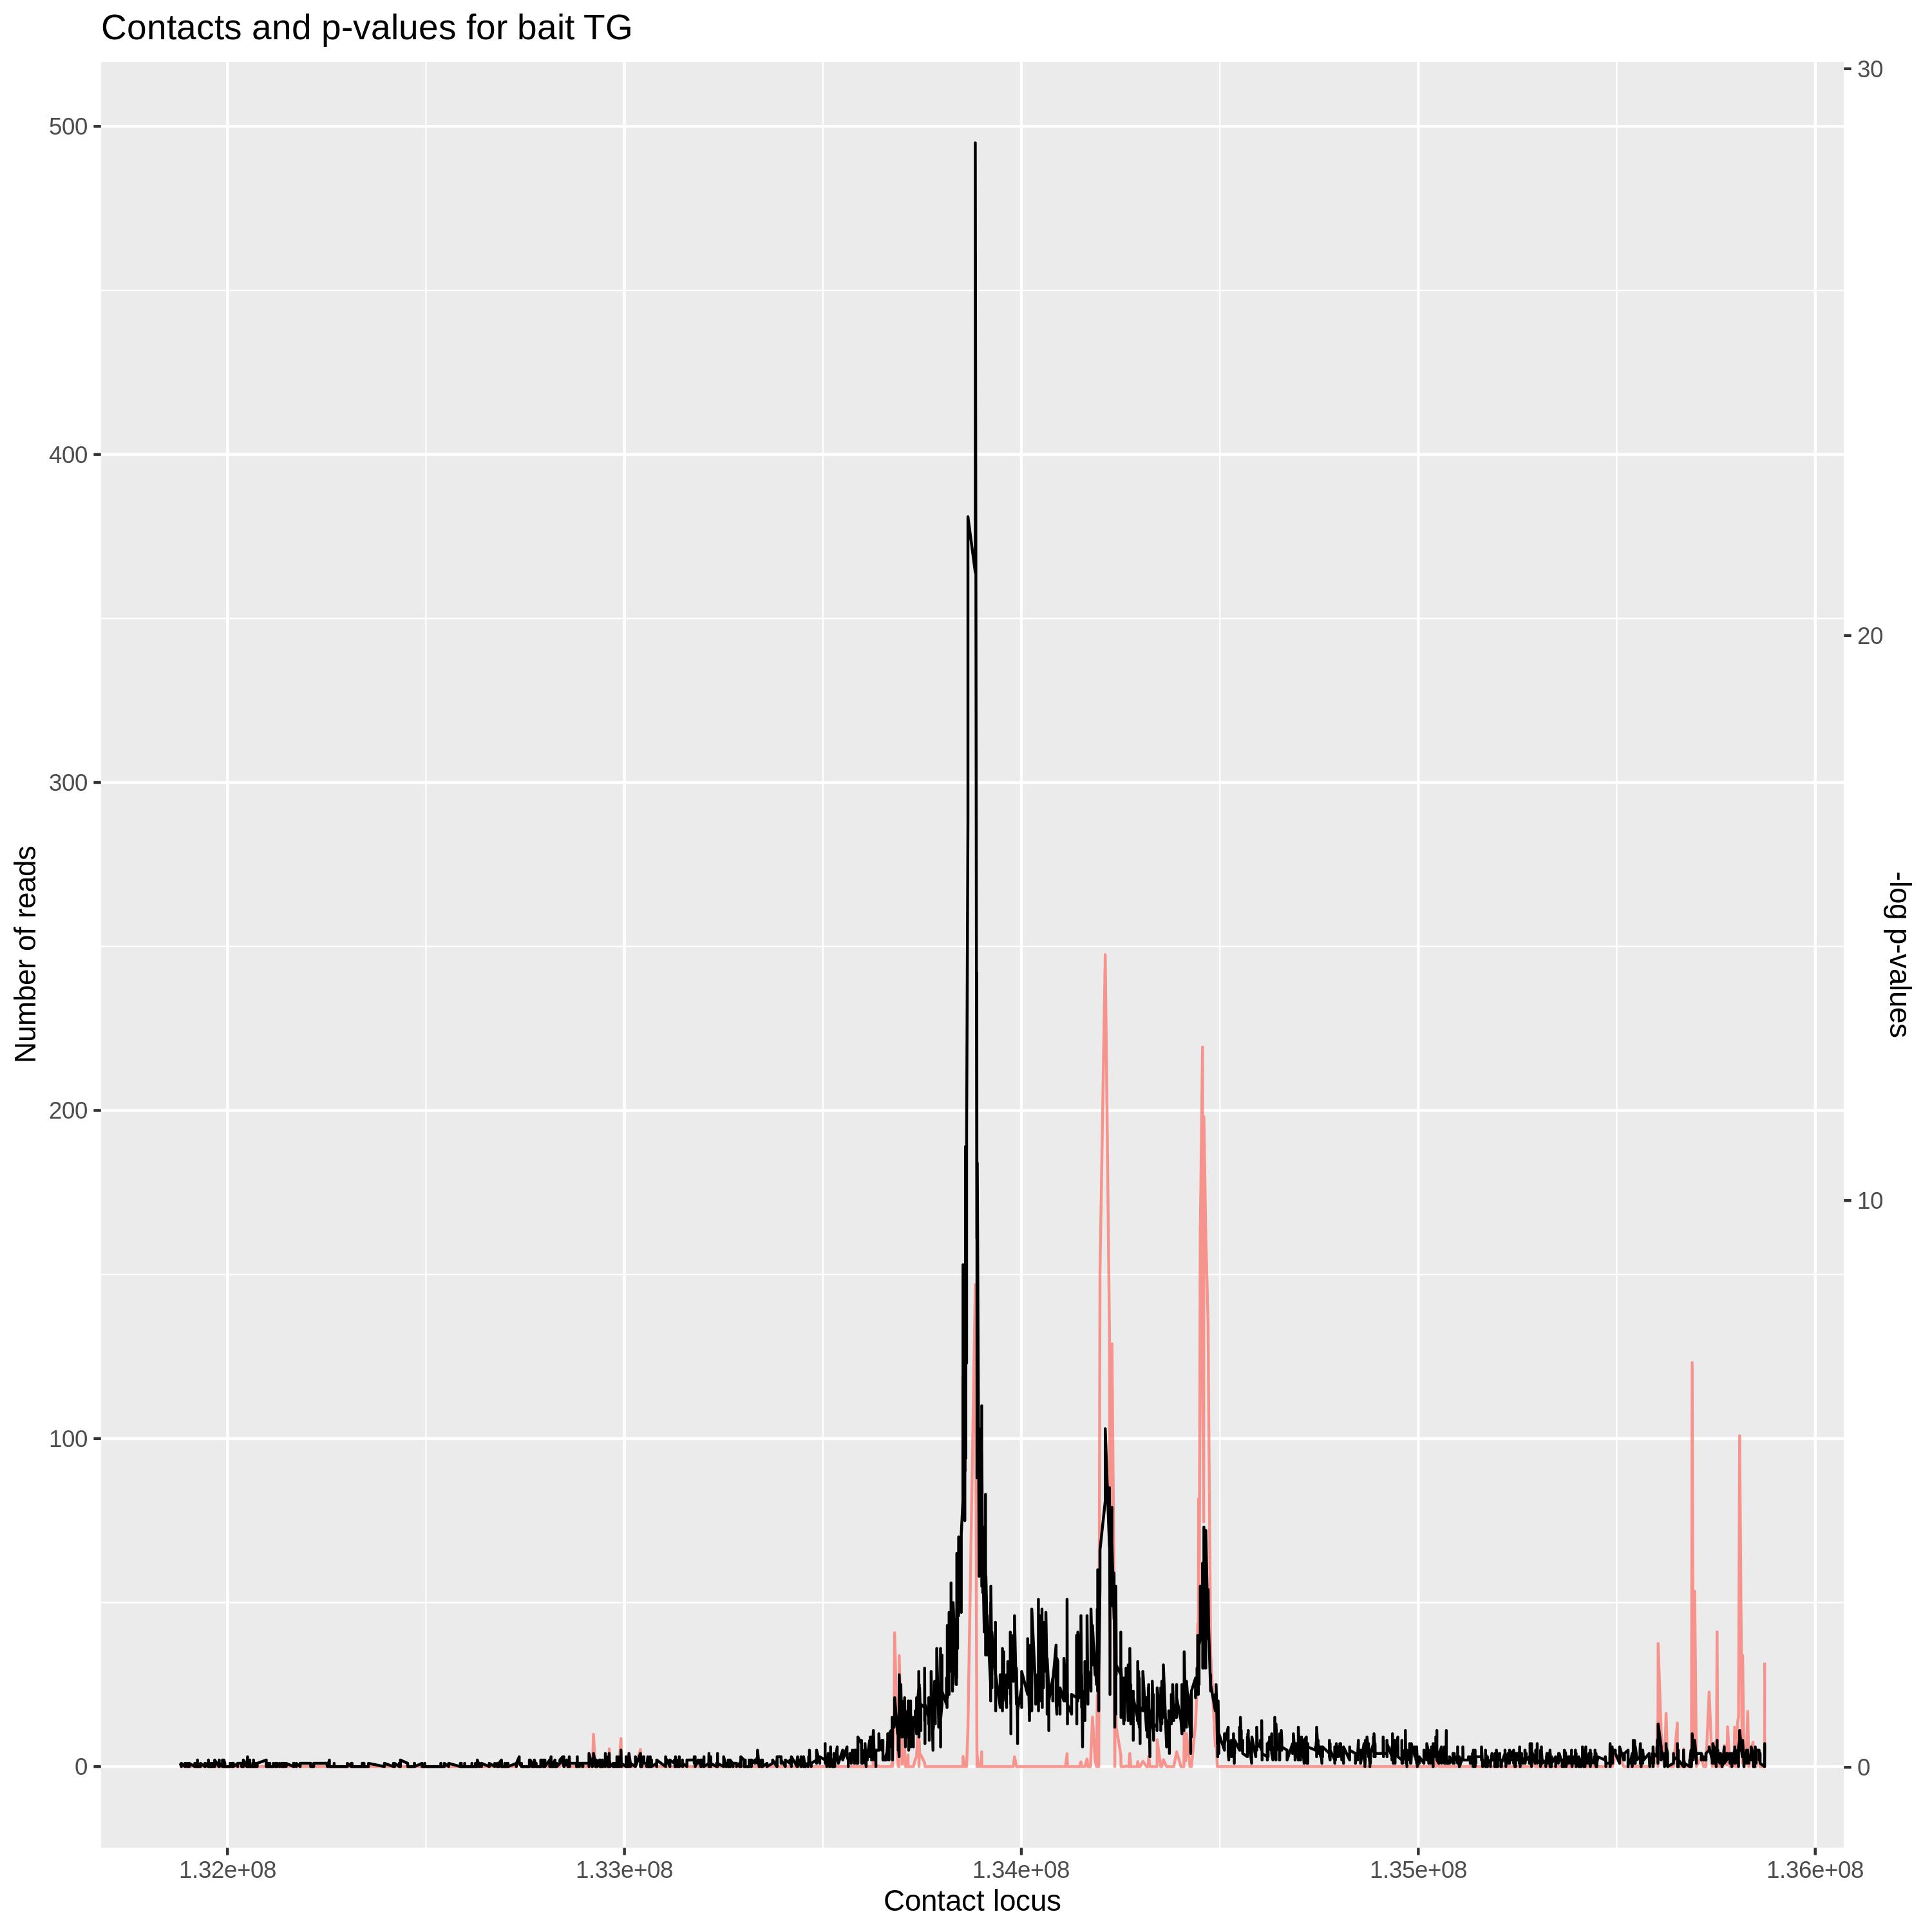 Contacts and p-values for bait TG
500
400
300
200
100
0
Number of reads
30
20
10
0
-log p-values
1.32e+08
1.33e+08
1.34e+08
1.35e+08
1.36e+08
Contact locus